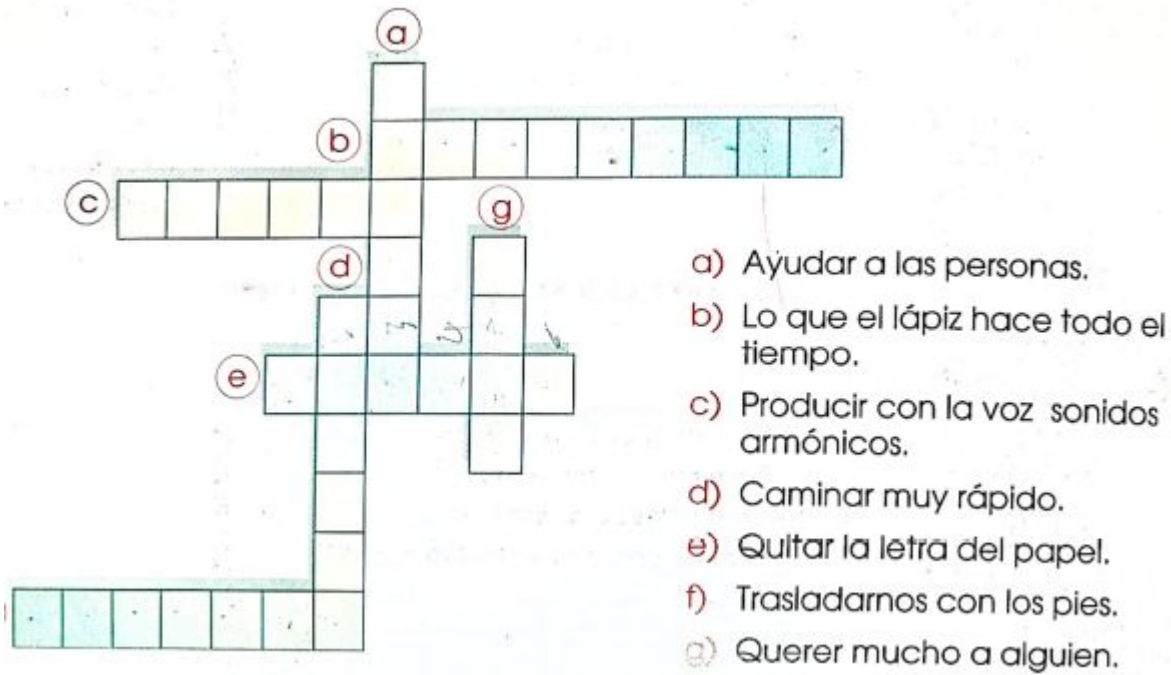 a
b
c
g
d
e
a) Ayudar a las personas.
b) Lo que el lápiz hace todo el
tiempo.
c) Producir con la voz sonidos
armónicos.
d) Caminar muy rápido.
e) Quitar la letra del papel.
f) Trasladarnos con los pies.
g) Querer mucho a alguien.